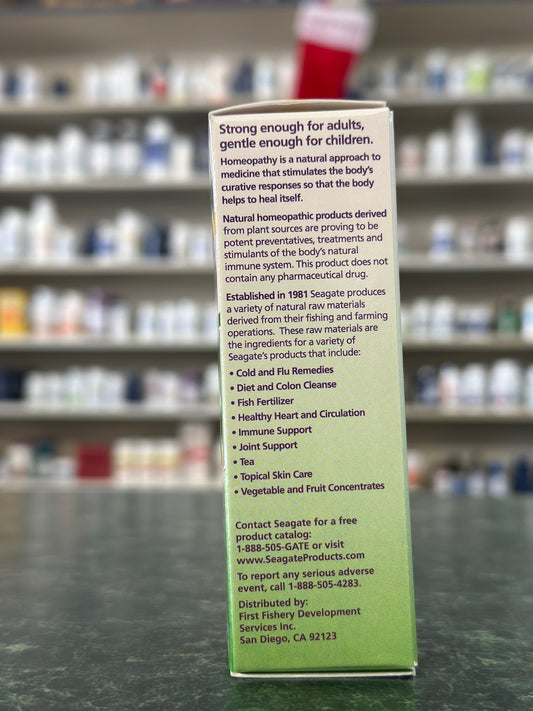 Strong enough for adults,
gentle enough for children.
Homeopathy is a natural approach to
medicine that stimulates the body's
curative responses so that the body
helps to heal itself.
Natural homeopathic products derived
from plant sources are proving to be
potent preventatives, treatments and
stimulants of the body's natural
immune system. This product does not
contain any pharmaceutical drug.
Established in 1981 Seagate produces
a variety of natural raw materials
derived from their fishing and farming
operations. These raw materials are
the ingredients for a variety of
Seagate's products that include:
• Cold and Flu Remedies
• Diet and Colon Cleanse
• Fish Fertilizer
• Healthy Heart and Circulation
• Immune Support
• Joint Support
• Tea
• Topical Skin Care
• Vegetable and Fruit Concentrates
Contact Seagate for a free
product catalog:
1-888-505-GATE or visit
www.SeagateProducts.com
To report any serious adverse
event, call 1-888-505-4283.
Distributed by:
First Fishery Development
Services Inc.
San Diego, CA 92123